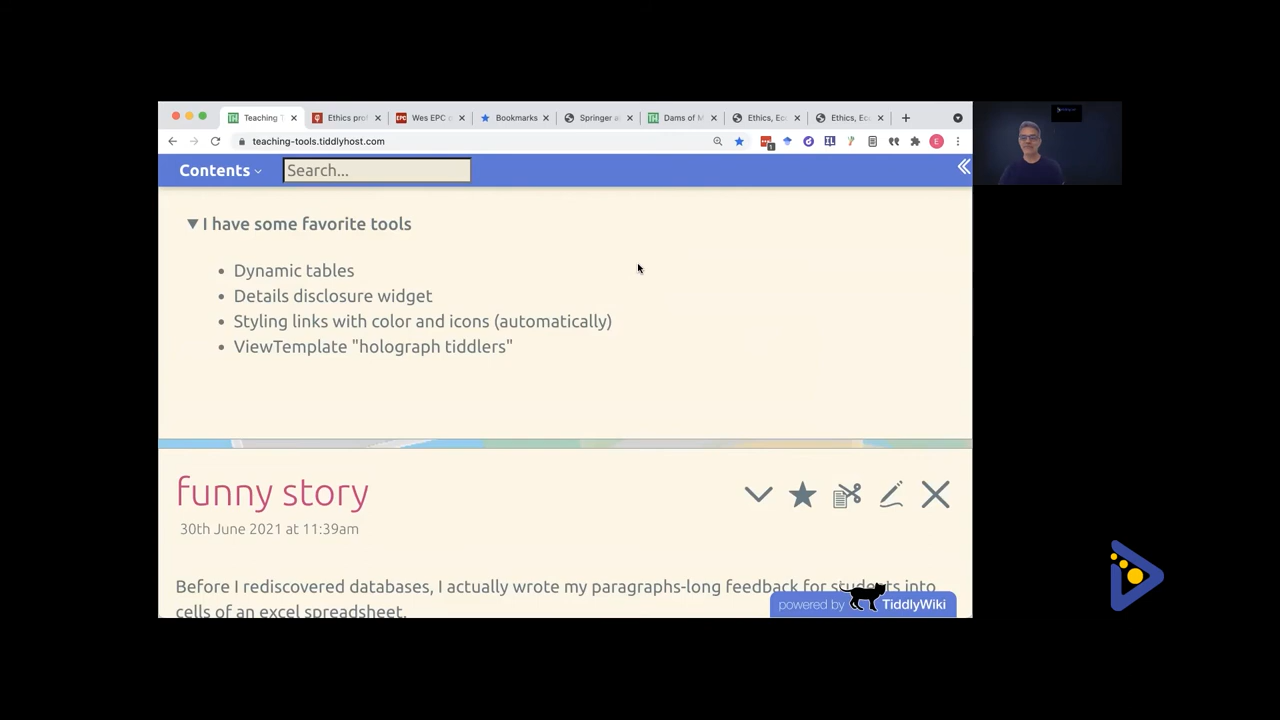 Teaching T
Ethics pro
Wes EPC
Bookmarks
Springer a
Dams of M
Ethics, Ec
Ethics, Ec
teaching-tools.tiddlyhost.com
Contents
Search...
I have some favorite tools
Dynamic tables
Details disclosure widget
Styling links with color and icons (automatically)
ViewTemplate "holograph tiddlers"
funny story
30th June 2021 at 11:39am
Before I rediscovered databases, I actually wrote my paragraphs-long feedback for students into
cells of an excel spreadsheet.
powered by TiddlyWiki